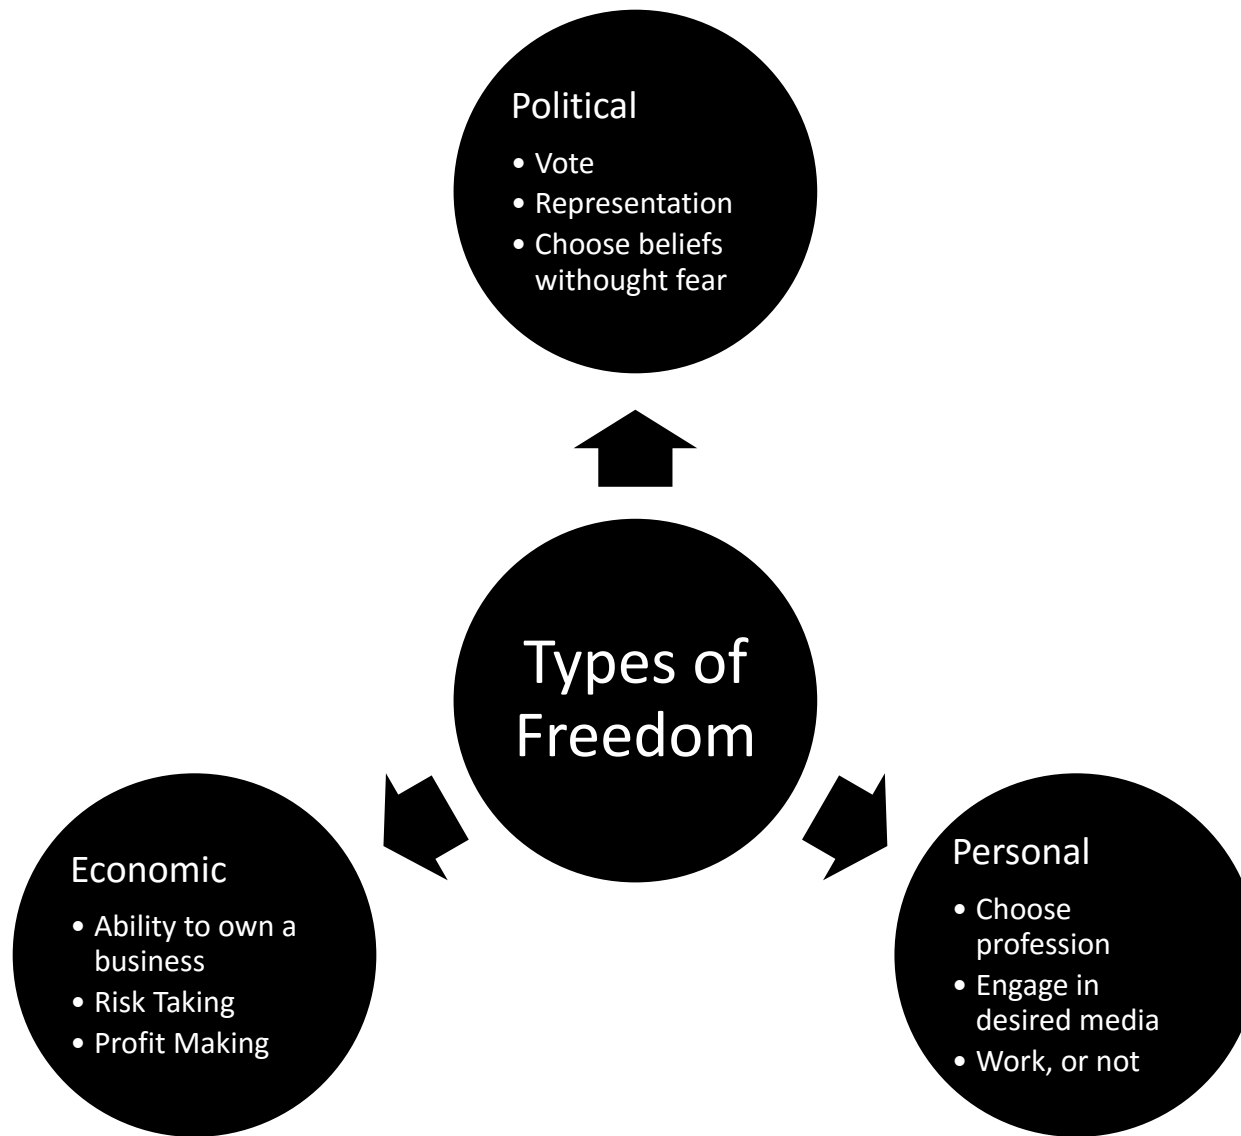 Political
• Vote
• Representation
• Choose beliefs
withought fear
Types of
Freedom
Economic
• Ability to own a
business
• Risk Taking
• Profit Making
Personal
• Choose
profession
• Engage in
desired media
• Work, or not